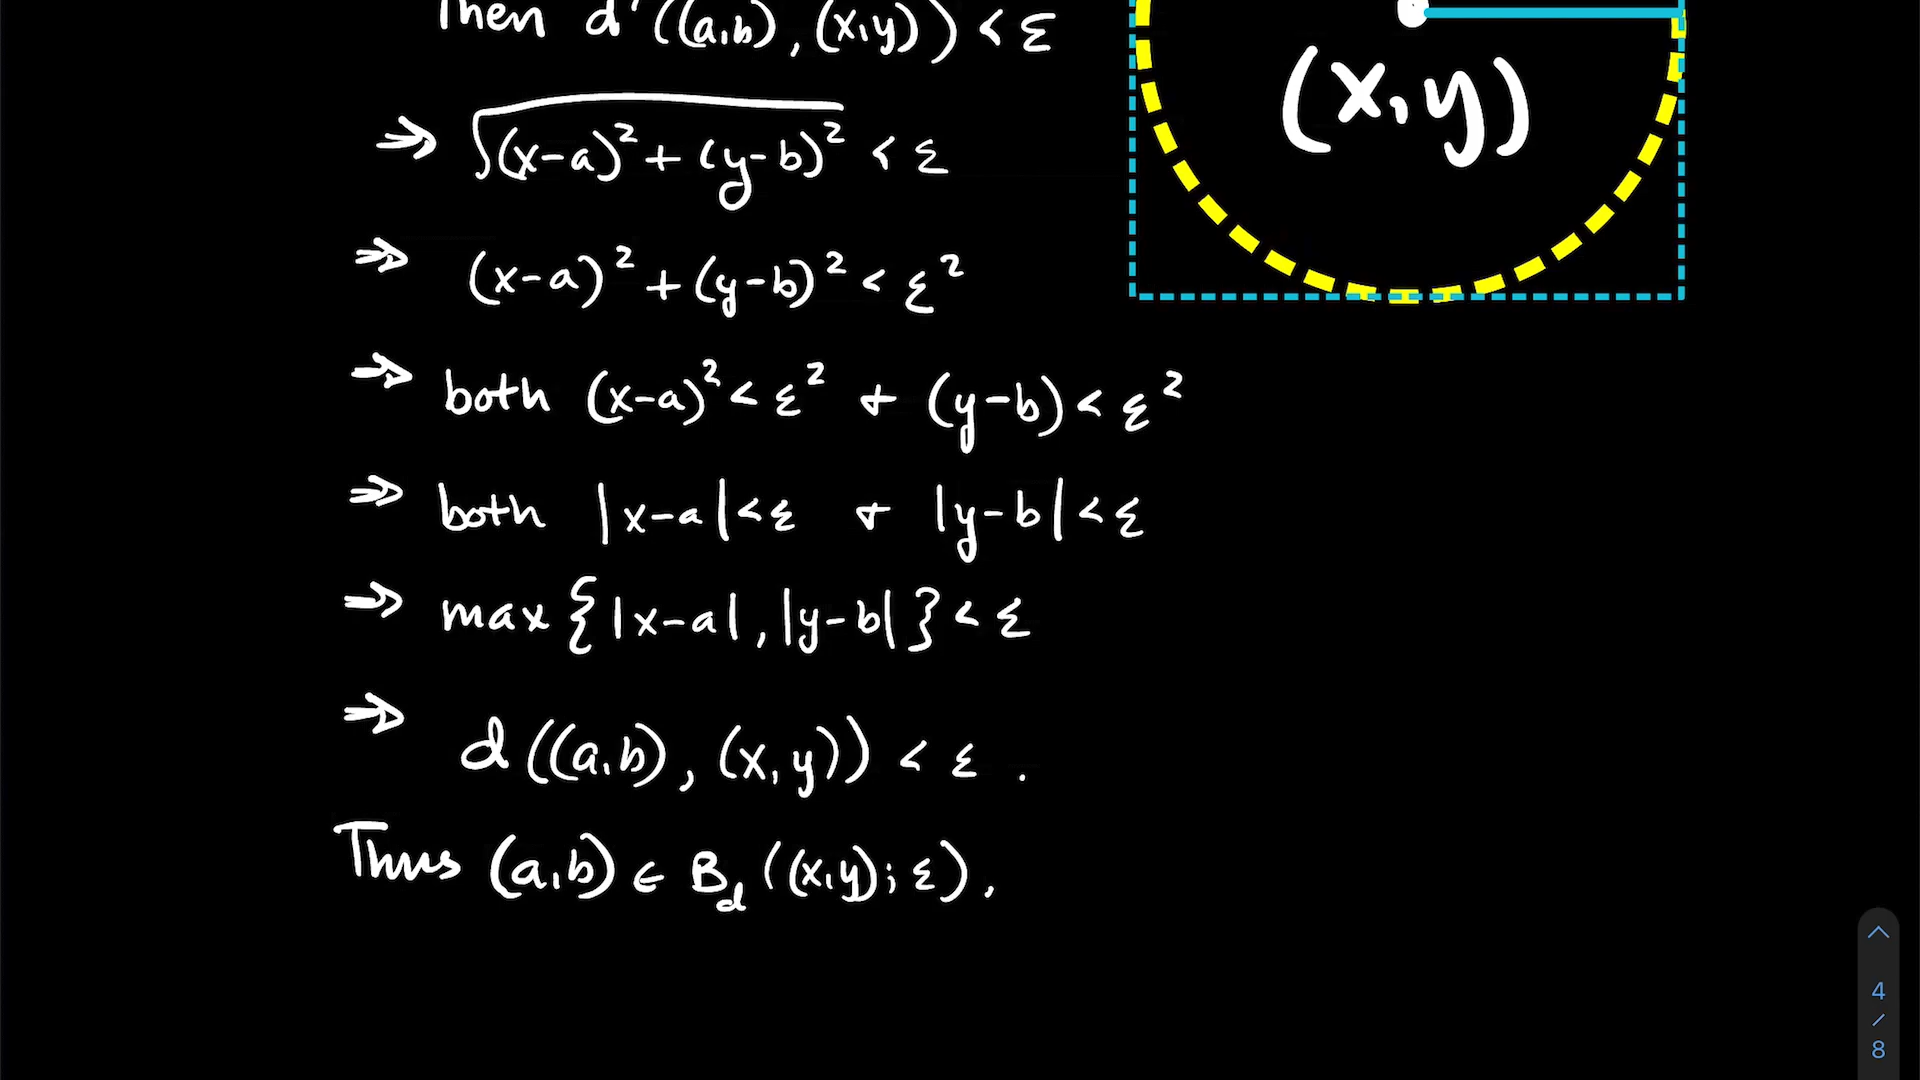 Then d'((a,b), (x,y)) < ε
⇒ √(x-a)² + (y-b)² < ε
(x,y)
⇒ (x-a)² + (y-b)² < ε²
⇒ both (x-a)² < ε² + (y-b) < ε²
⇒ both |x-a| < ε + |y-b| < ε
⇒ max {|x-a|, |y-b|} < ε
⇒ d((a,b), (x,y)) < ε .
Thus (a,b) ∈ B_d((x,y); ε).
4
/
8